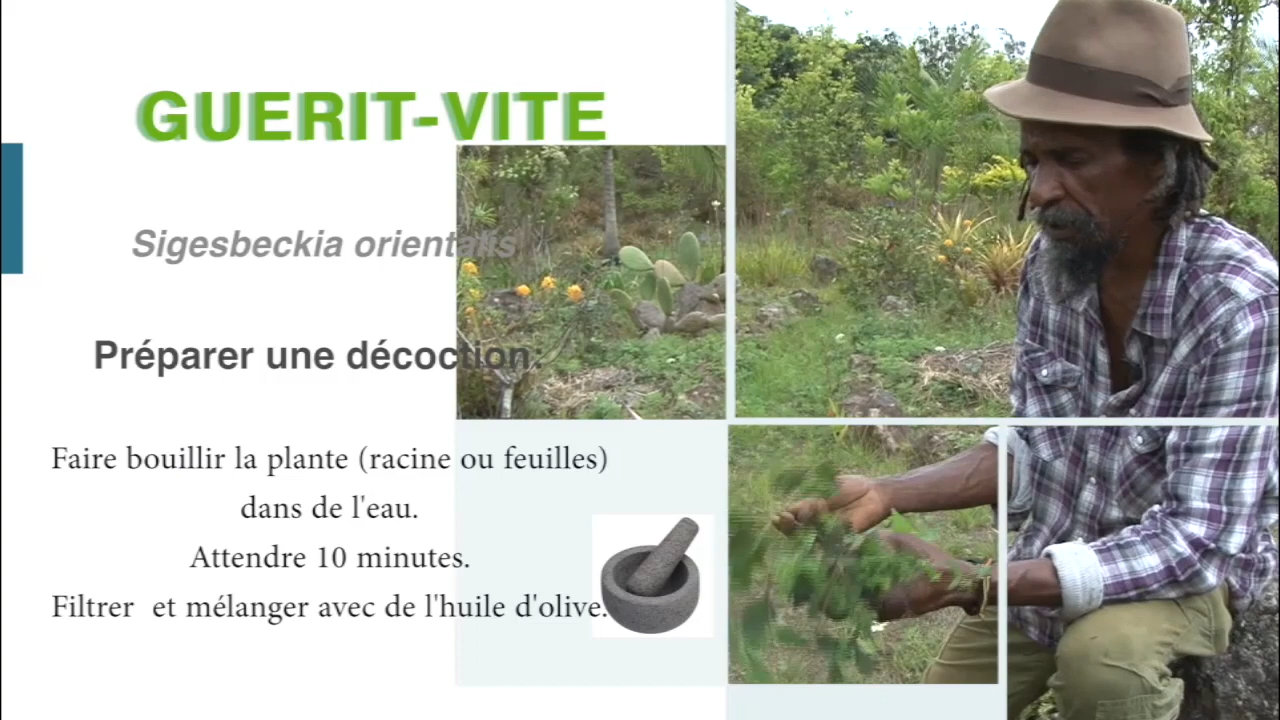 GUERIT-VITE
Sigesbeckia orientalis
Préparer une décoction:
Faire bouillir la plante (racine ou feuilles)
dans de l'eau.
Attendre 10 minutes.
Filtrer et mélanger avec de l'huile d'olive.